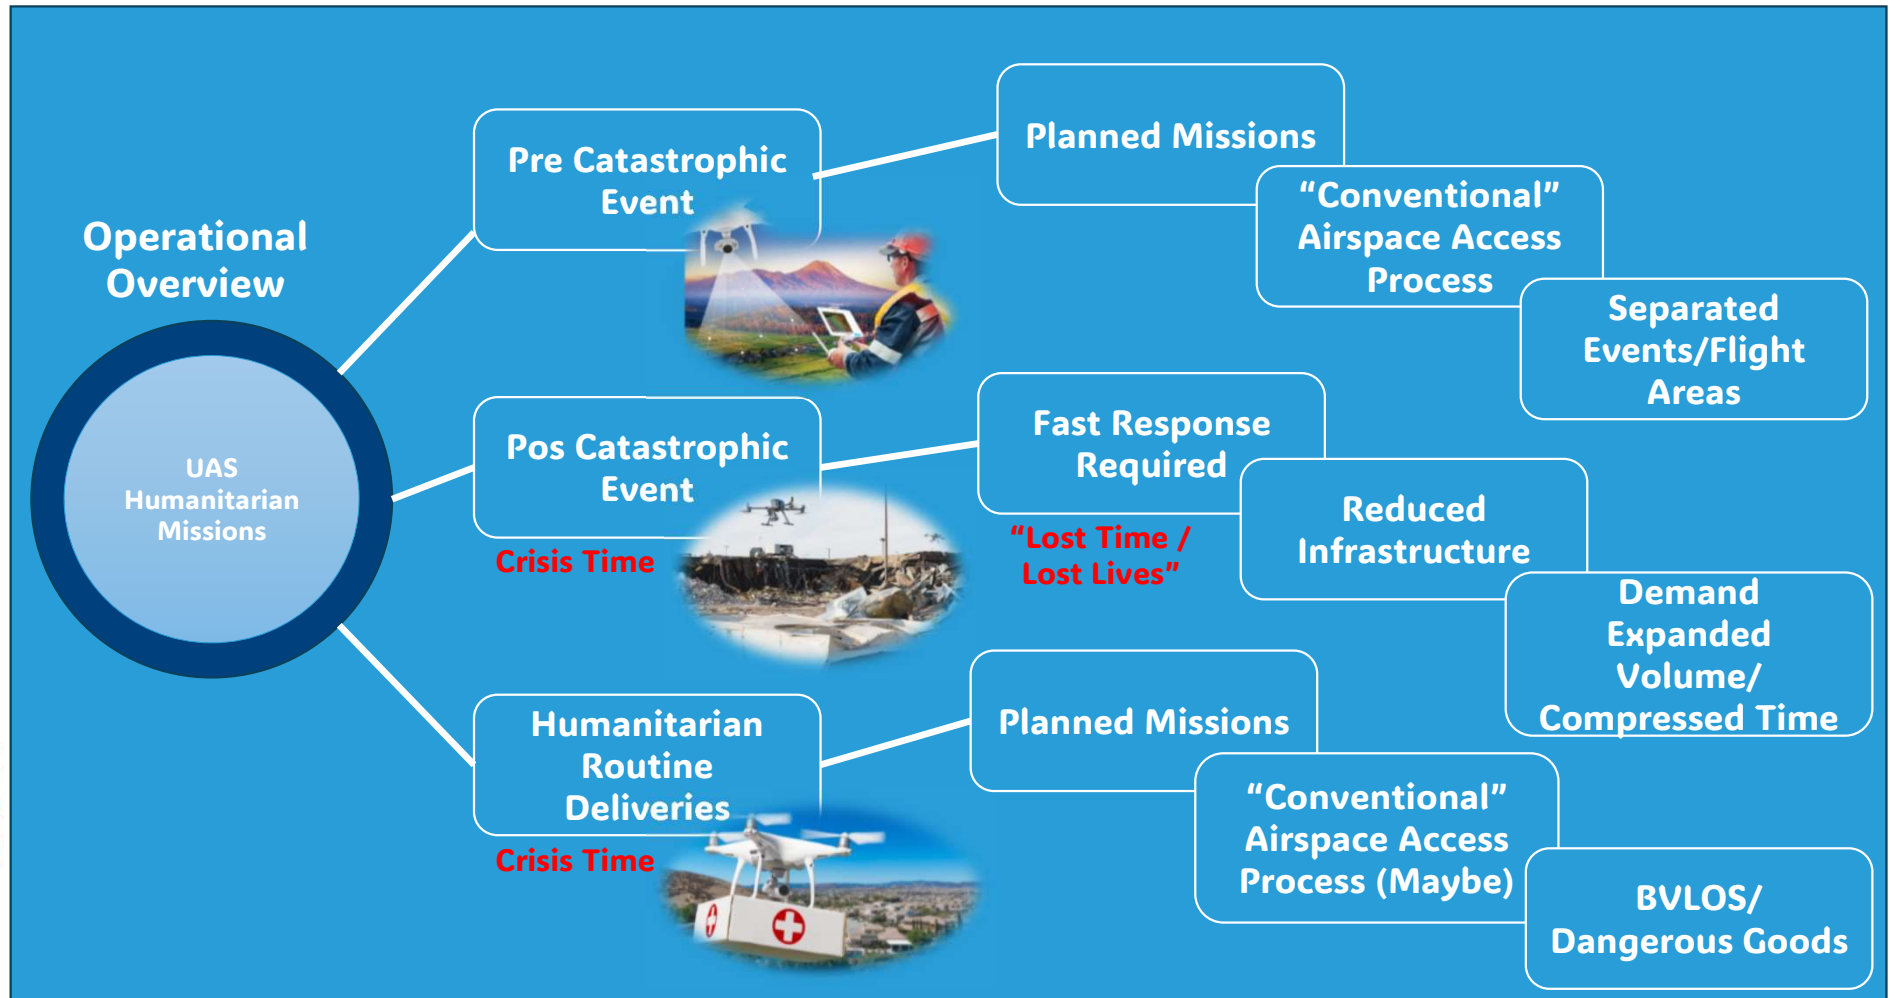 Operational
Overview
UAS
Humanitarian
Missions
Pre Catastrophic
Event
Planned Missions
“Conventional”
Airspace Access
Process
Separated
Events/Flight
Areas
Pos Catastrophic
Event
Crisis Time
Fast Response
Required
“Lost Time /
Lost Lives”
Reduced
Infrastructure
Demand
Expanded
Volume/
Compressed Time
Humanitarian
Routine
Deliveries
Crisis Time
Planned Missions
“Conventional”
Airspace Access
Process (Maybe)
BVLOS/
Dangerous Goods